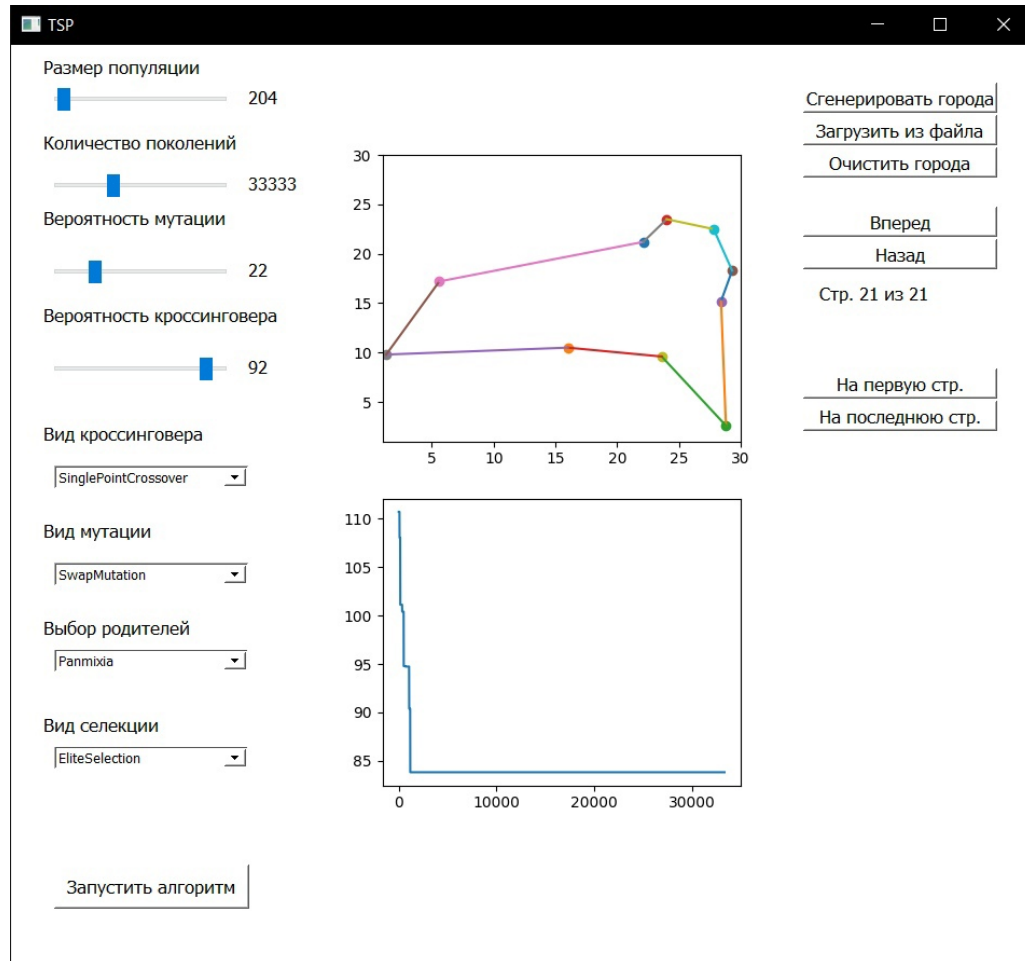 TSP
Размер популяции
204
Количество поколений
33333
Вероятность мутации
22
Вероятность кроссинговера
92
Вид кроссинговера
SinglePointCrossover
Вид мутации
SwapMutation
Выбор родителей
Panmixia
Вид селекции
EliteSelection
Запустить алгоритм
30
25
20
15
10
5
5 10 15 20 25 30
110
105
100
95
90
85
0 10000 20000 30000
Сгенерировать города
Загрузить из файла
Очистить города
Вперед
Назад
Стр. 21 из 21
На первую стр.
На последнюю стр.